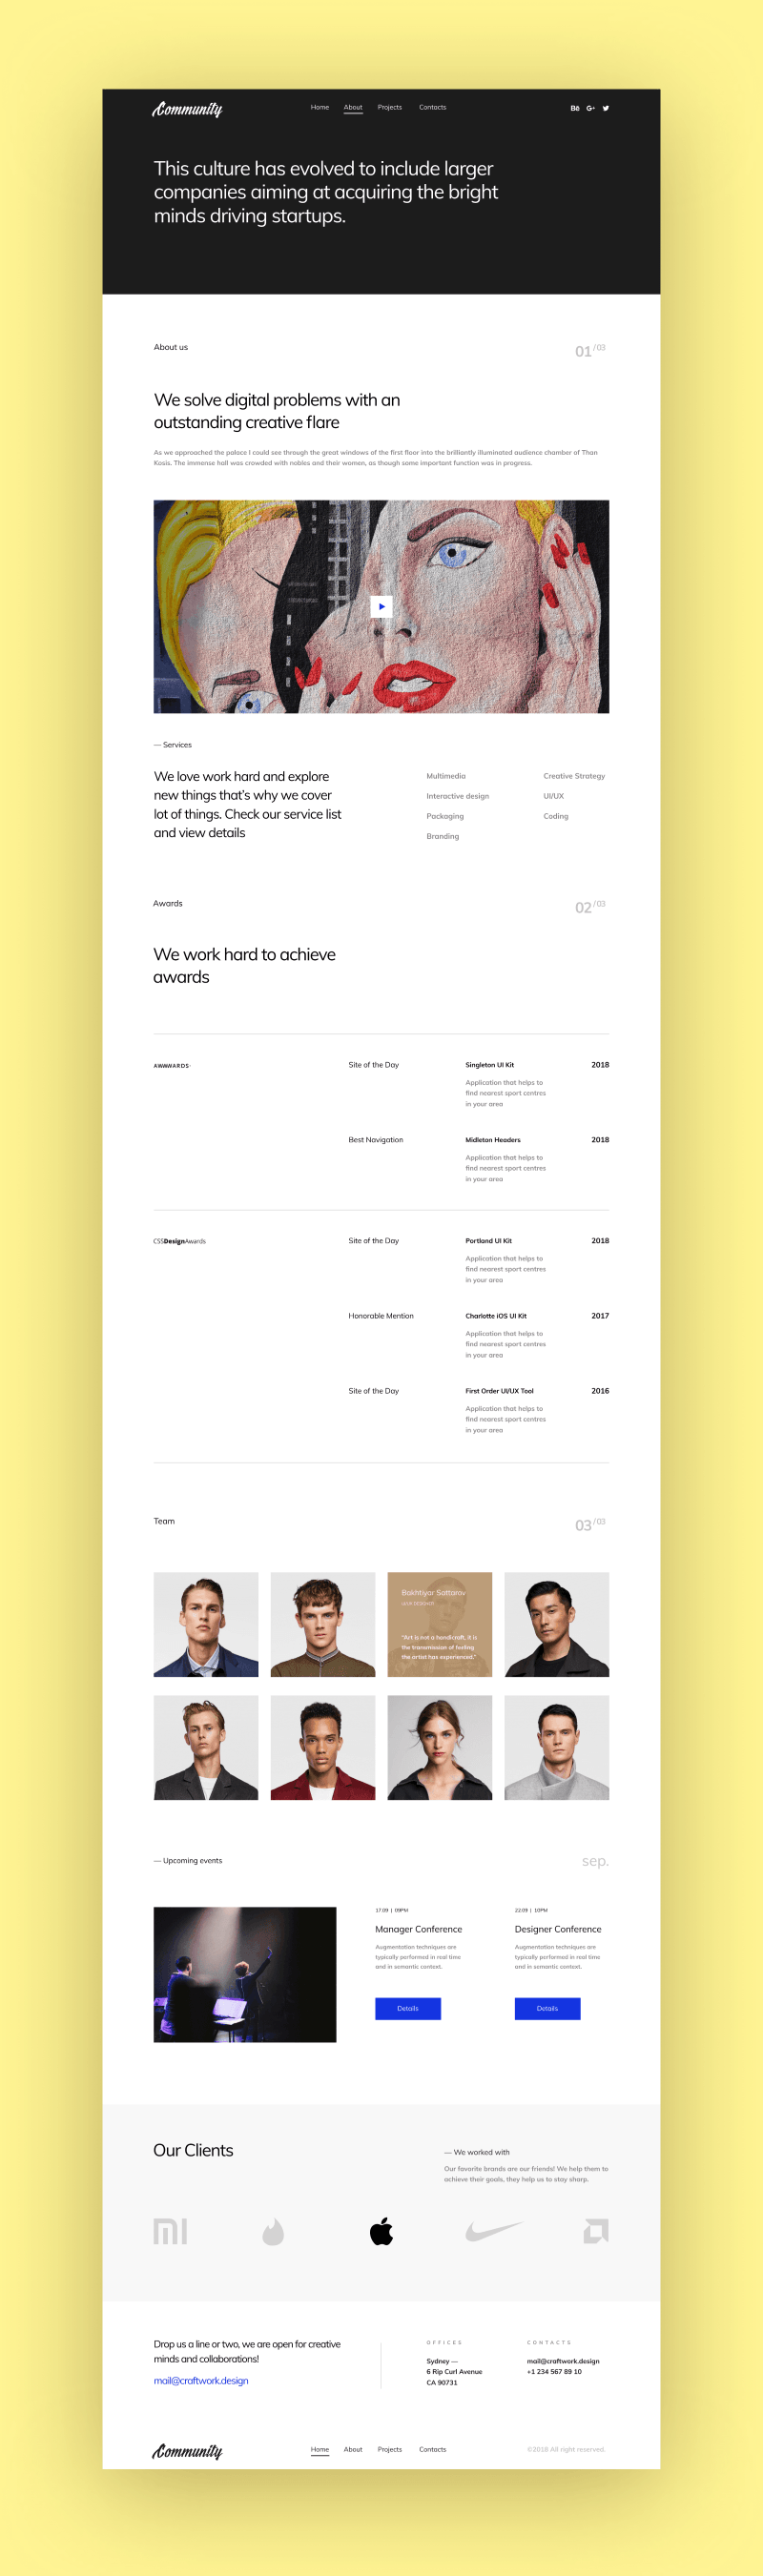 Community
Home About Projects Contacts
Bē G+
This culture has evolved to include larger
companies aiming at acquiring the bright
minds driving startups.
About us
01 /03
We solve digital problems with an
outstanding creative flare
As we approached the palace I could see through the great windows of the first floor into the brilliantly illuminated audience chamber of Than
Kosis. The immense hall was crowded with nobles and their women, as though some important function was in progress.
— Services
We love work hard and explore
new things that's why we cover
lot of things. Check our service list
and view details
Multimedia
Interactive design
Packaging
Branding
Creative Strategy
UI/UX
Coding
Awards
02 /03
We work hard to achieve
awards
AWWWARDS.
Site of the Day
Singleton UI Kit
2018
Application that helps to
find nearest sport centres
in your area
Best Navigation
Midleton Headers
2018
Application that helps to
find nearest sport centres
in your area
CSSDesignAwards
Site of the Day
Portland UI Kit
2018
Application that helps to
find nearest sport centres
in your area
Honorable Mention
Charlotte iOS UI Kit
2017
Application that helps to
find nearest sport centres
in your area
Site of the Day
First Order UI/UX Tool
2016
Application that helps to
find nearest sport centres
in your area
Team
03 /03
Bakhtiyar Sattarov
UI/UX DESIGNER
"Art is not a handicraft, it is
the transmission of feeling
the artist has experienced."
— Upcoming events
sep.
17.09 | 09PM
Manager Conference
Augmentation techniques are
typically performed in real time
and in semantic context.
Details
22.09 | 10PM
Designer Conference
Augmentation techniques are
typically performed in real time
and in semantic context.
Details
Our Clients
— We worked with
Our favorite brands are our friends! We help them to
achieve their goals, they help us to stay sharp.
MI
Drop us a line or two, we are open for creative
minds and collaborations!
mail@craftwork.design
OFFICES
Sydney —
6 Rip Curl Avenue
CA 90731
CONTACTS
mail@craftwork.design
+1 234 567 89 10
Community
Home About Projects Contacts
©2018 All right reserved.